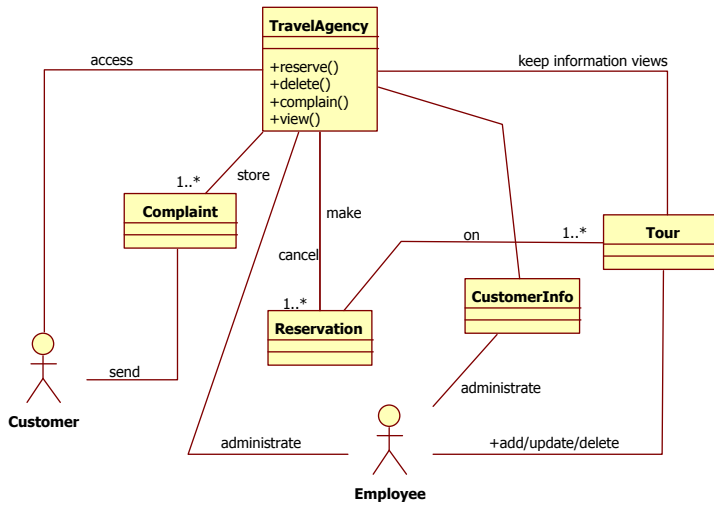 TravelAgency
+reserve()
+delete()
+complain()
+view()
access
keep information views
store
1..*
Complaint
make
cancel
1..*
Reservation
on
1..*
Tour
CustomerInfo
send
Customer
administrate
administrate
+add/update/delete
Employee